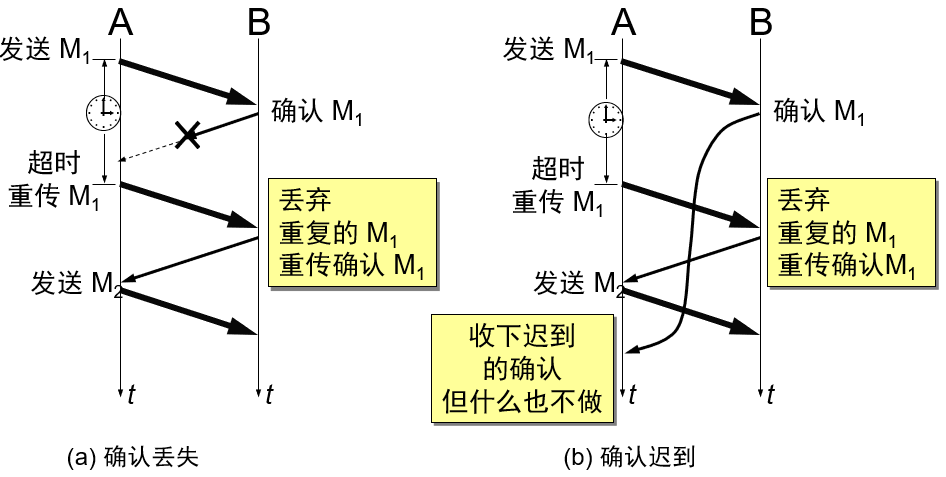 A B
发送 M1
确认 M1
超时
重传 M1
丢弃
重复的 M1
重传确认 M1
发送 M2
t t
(a) 确认丢失
A B
发送 M1
确认 M1
超时
重传 M1
丢弃
重复的 M1
重传确认M1
发送 M2
收下迟到
的确认
但什么也不做
t t
(b) 确认迟到